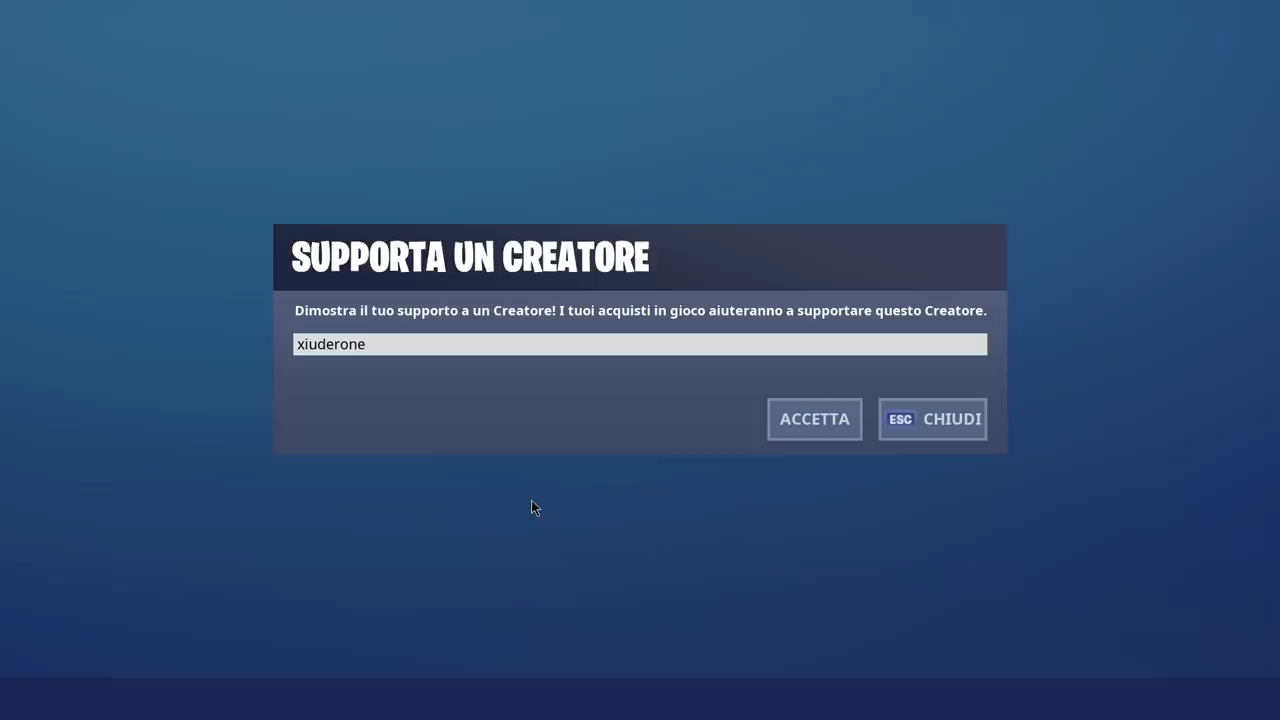 SUPPORTA UN CREATORE
Dimostra il tuo supporto a un Creatore! I tuoi acquisti in gioco aiuteranno a supportare questo Creatore.
xiuderone
ACCETTA
ESC CHIUDI